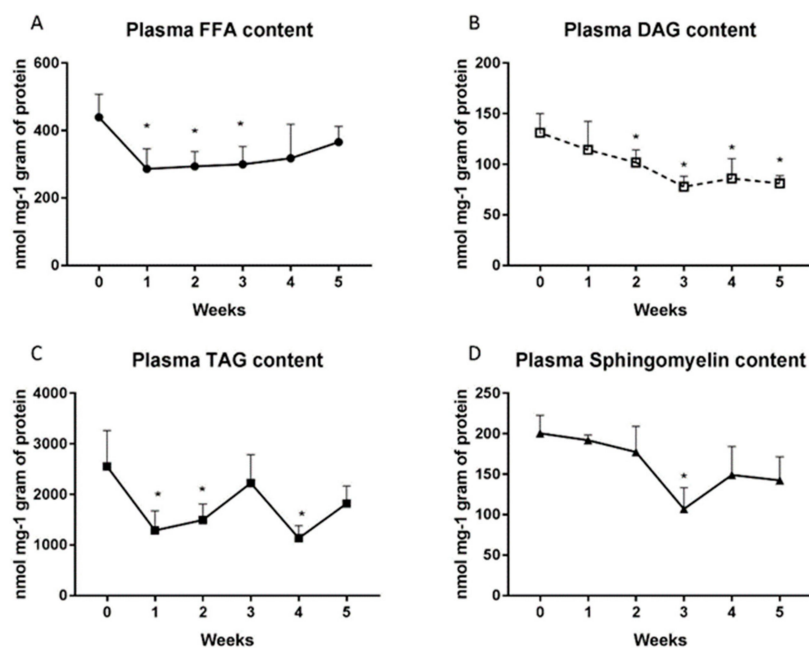 A
Plasma FFA content
nmol mg-1 gram of protein
600
400
200
0
*
*
*
0 1 2 3 4 5
Weeks
B
Plasma DAG content
nmol mg-1 gram of protein
200
150
100
50
0
*
*
*
*
0 1 2 3 4 5
Weeks
C
Plasma TAG content
nmol mg-1 gram of protein
4000
3000
2000
1000
0
*
*
*
0 1 2 3 4 5
Weeks
D
Plasma Sphingomyelin content
nmol mg-1 gram of protein
250
200
150
100
50
0
*
0 1 2 3 4 5
Weeks